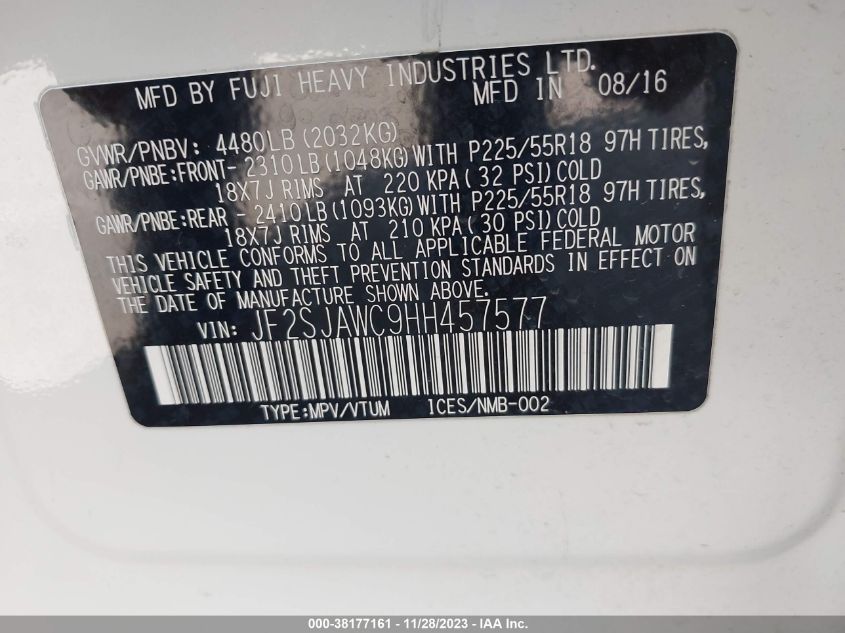 MFD BY FUJI HEAVY INDUSTRIES LTD.
MFD IN 08/16
GVWR/PNBV: 4480LB (2032KG)
GAWR/PNBE:FRONT- 2310LB (1048KG) WITH P225/55R18 97H TIRES,
18X7J RIMS AT 220 KPA( 32 PSI) COLD
GAWR/PNBE:REAR - 2410LB (1093KG) WITH P225/55R18 97H TIRES,
18X7J RIMS AT 210 KPA( 30 PSI) COLD
THIS VEHICLE CONFORMS TO ALL APPLICABLE FEDERAL MOTOR
VEHICLE SAFETY AND THEFT PREVENTION STANDARDS IN EFFECT ON
THE DATE OF MANUFACTURE SHOWN ABOVE.
VIN: JF2SJAWC9HH457577
TYPE:MPV/VTUM ICES/NMB-002
000-38177161 - 11/28/2023 - © IAA Inc.